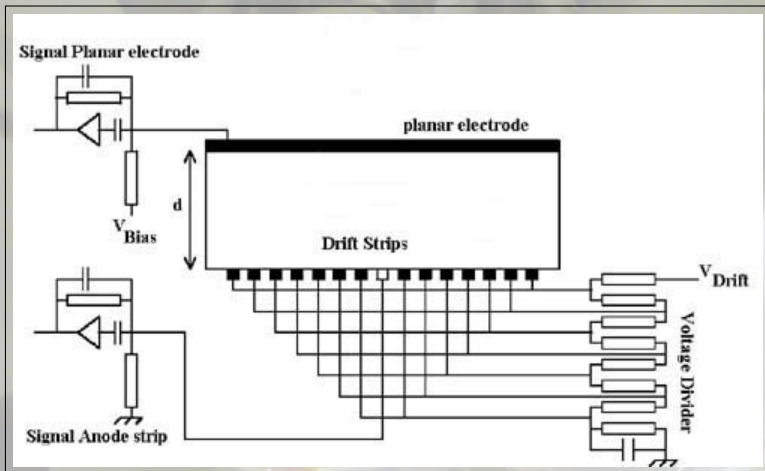 Signal Planar electrode
planar electrode
d
V Bias
Drift Strips
V Drift
Voltage Divider
Signal Anode strip